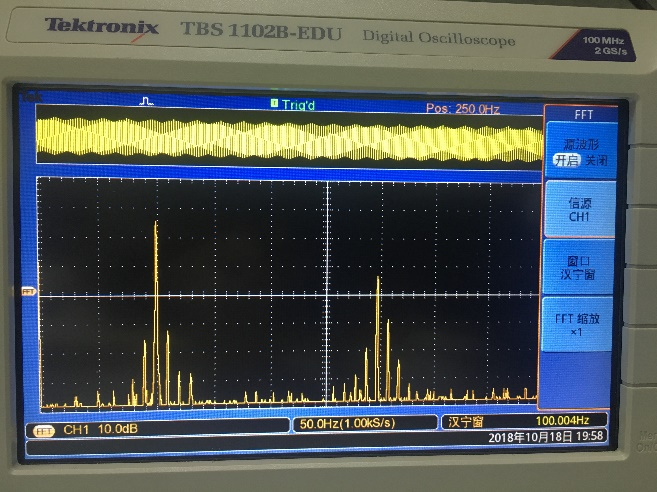 Tektronix TBS 1102B-EDU Digital Oscilloscope
100 MHz
2 GS/s
Trig'd
Pos: 250.0Hz
FFT
源波形
开启 关闭
信源
CH1
窗口
汉宁窗
FFT 缩放
×1
FFT
FFT CH1 10.0dB
50.0Hz(1.00kS/s)
汉宁窗 100.004Hz
2018年10月18日 19:58